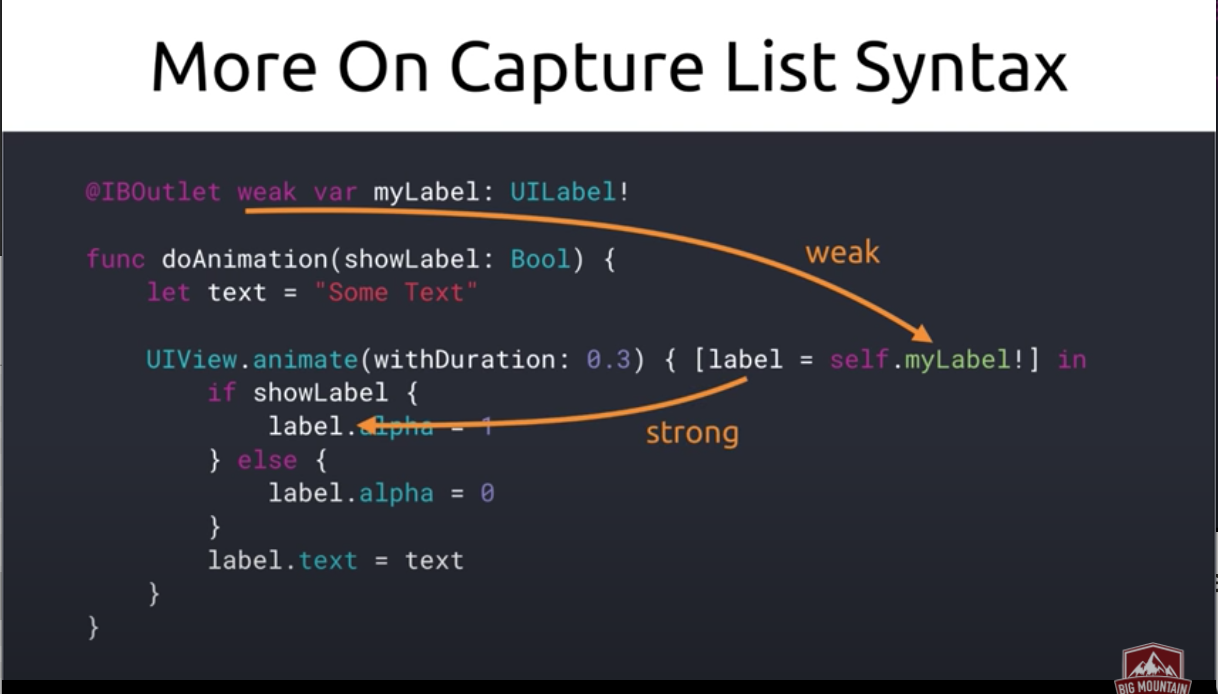 More On Capture List Syntax
@IBOutlet weak var myLabel: UILabel!
weak
func doAnimation(showLabel: Bool) {
let text = "Some Text"
UIView.animate(withDuration: 0.3) { [label = self.myLabel!] in
if showLabel {
label.alpha = 1
strong
} else {
label.alpha = 0
}
label.text = text
}
}
BIG MOUNTAIN